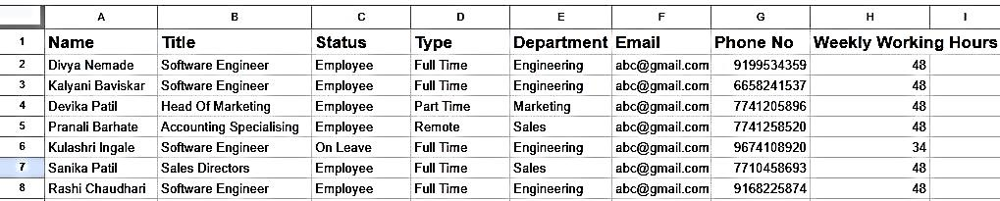 A B C D E F G H I
1 Name Title Status Type Department Email Phone No Weekly Working Hours
2 Divya Nemade Software Engineer Employee Full Time Engineering abc@gmail.com 9199534359 48
3 Kalyani Baviskar Software Engineer Employee Full Time Engineering abc@gmail.com 6658241537 48
4 Devika Patil Head Of Marketing Employee Part Time Marketing abc@gmail.com 7741205896 48
5 Pranali Barhate Accounting Specialising Employee Remote Sales abc@gmail.com 7741258520 48
6 Kulashri Ingale Software Engineer On Leave Full Time Engineering abc@gmail.com 9674108920 34
7 Sanika Patil Sales Directors Employee Full Time Sales abc@gmail.com 7710458693 48
8 Rashi Chaudhari Software Engineer Employee Full Time Engineering abc@gmail.com 9168225874 48